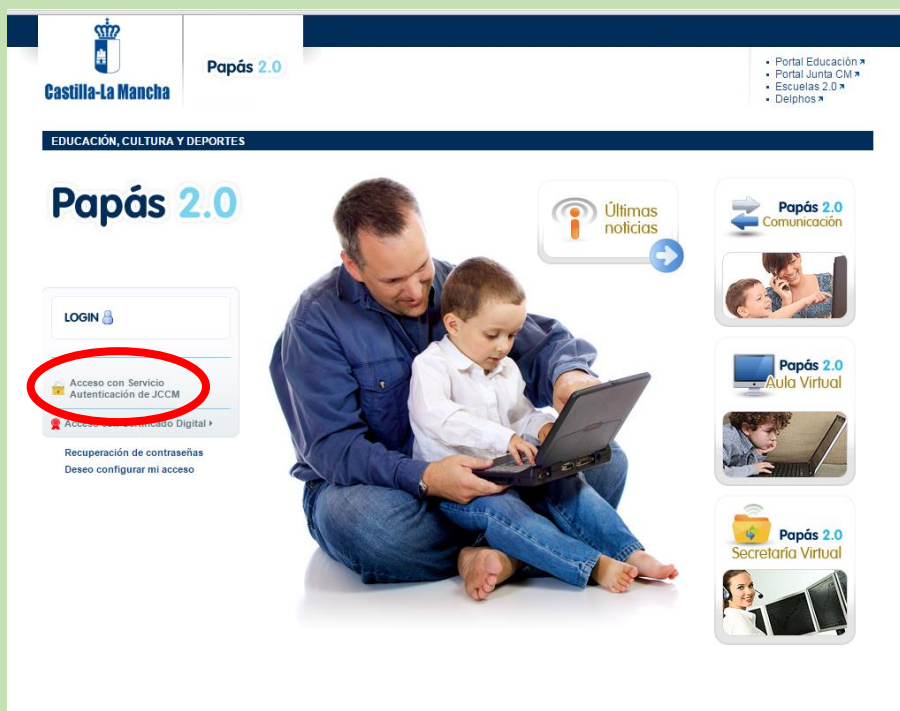 Castilla-La Mancha
Papás 2.0
Portal Educación
Portal Junta CM
Escuelas 2.0
Delphos
EDUCACIÓN, CULTURA Y DEPORTES
Papás 2.0
LOGIN
Acceso con Servicio
Autenticación de JCCM
Acceso con Certificado Digital
Recuperación de contraseñas
Deseo configurar mi acceso
Últimas
noticias
Papás 2.0
Comunicación
Papás 2.0
Aula Virtual
Papás 2.0
Secretaría Virtual